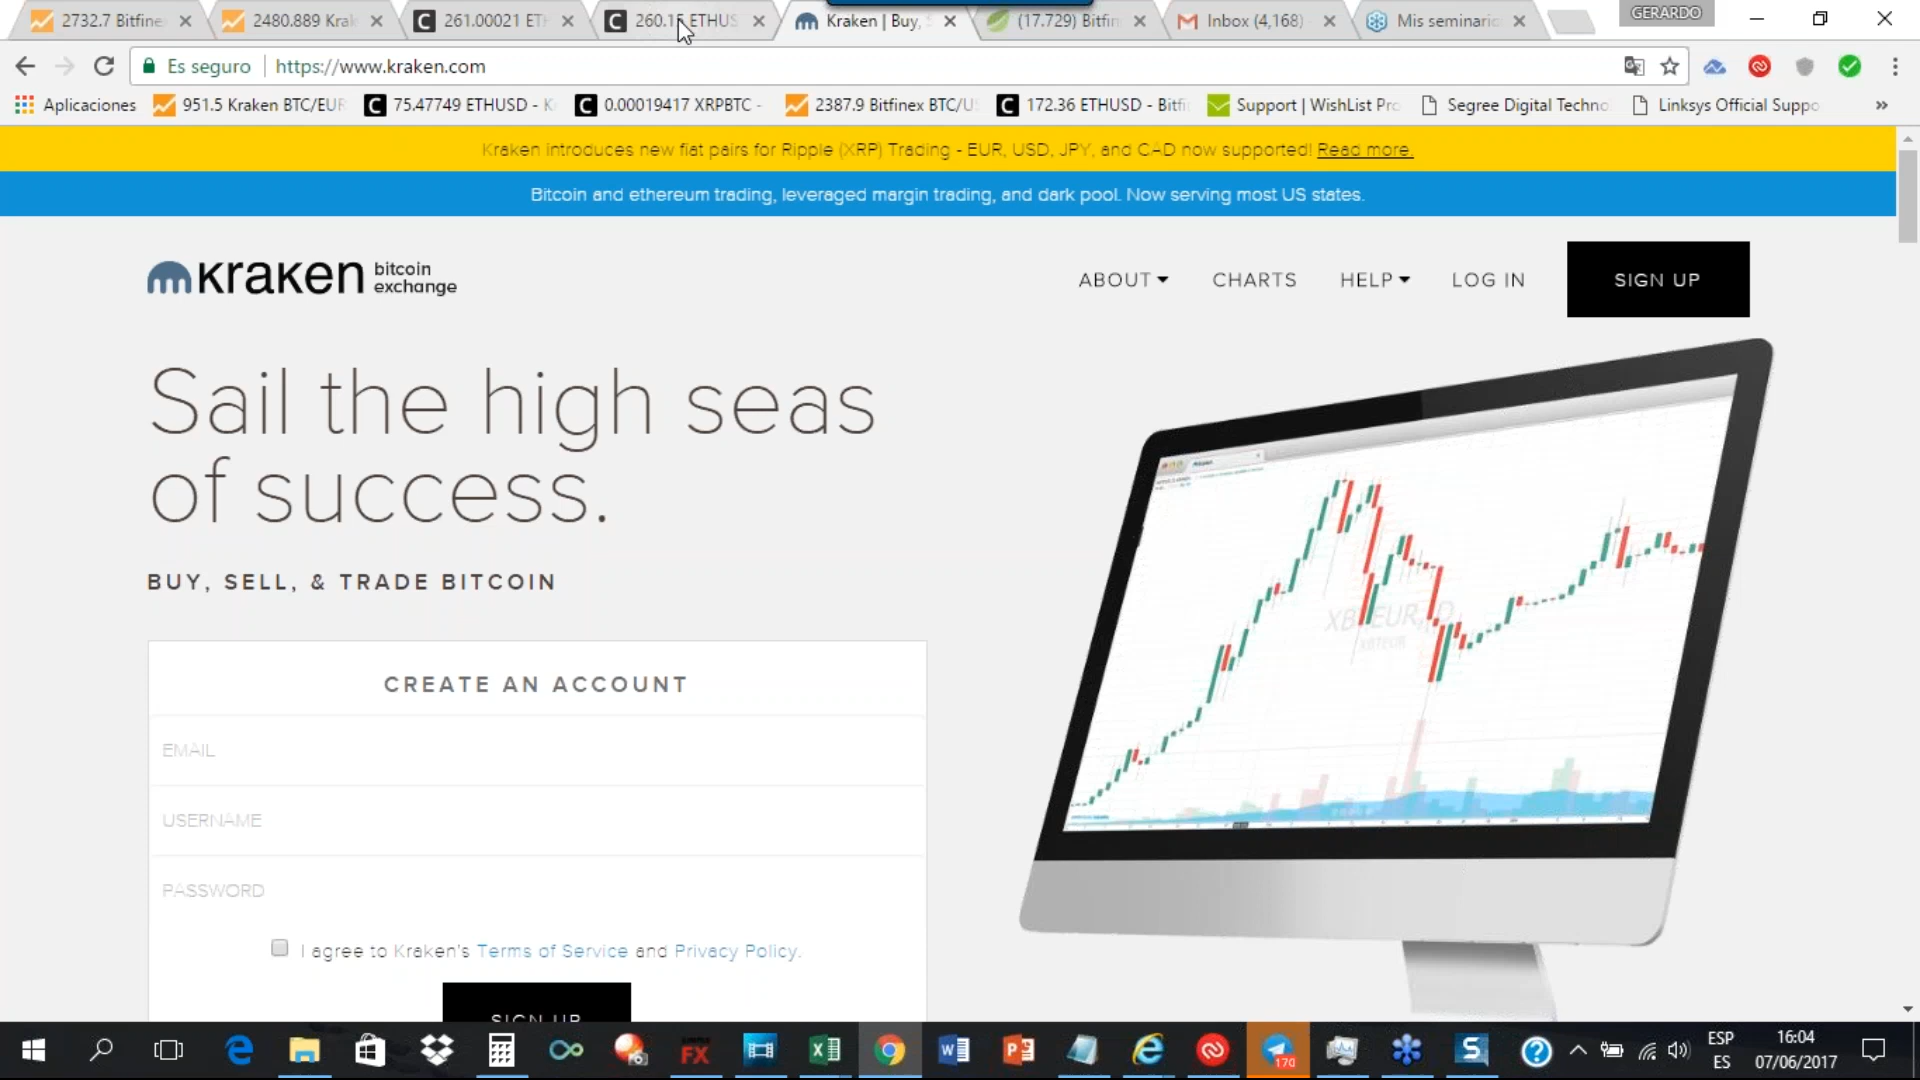 2732.7 Bitfine
2480.889 Krak
261.00021 ETH
260.15 ETHUS
Kraken | Buy, S
(17.729) Bitfin
Inbox (4,168)
Mis seminario
GERARDO
Es seguro
https://www.kraken.com
Aplicaciones
951.5 Kraken BTC/EUR
75.47749 ETHUSD - K
0.00019417 XRPBTC -
2387.9 Bitfinex BTC/U
172.36 ETHUSD - Bitfi
Support | WishList Pro
Segree Digital Techno
Linksys Official Suppo
Kraken introduces new fiat pairs for Ripple (XRP) Trading - EUR, USD, JPY, and CAD now supported! Read more.
Bitcoin and ethereum trading, leveraged margin trading, and dark pool. Now serving most US states.
kraken bitcoin exchange
ABOUT
CHARTS
HELP
LOG IN
SIGN UP
Sail the high seas
of success.
BUY, SELL, & TRADE BITCOIN
CREATE AN ACCOUNT
EMAIL
USERNAME
PASSWORD
I agree to Kraken's Terms of Service and Privacy Policy.
SIGN UP
FX
170
ESP
ES
16:04
07/06/2017